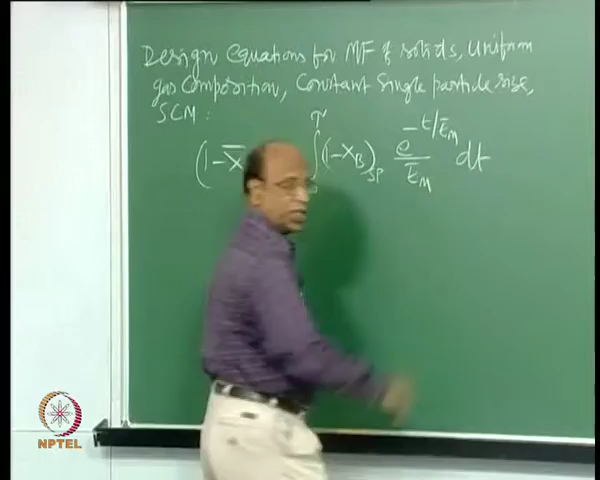 Design equations for MF of solids, Uniform
gas Composition, Constant Single particle size,
SCM :
(1-X̄ ∫₀^τ (1-X_B)_SP e^(-t/t̄_M)/t̄_M dt
NPTEL